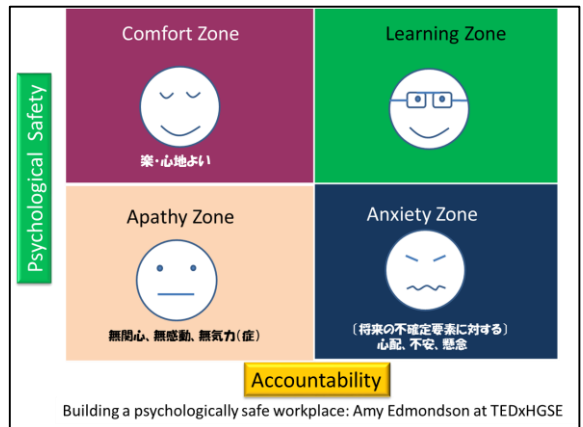 Comfort Zone
楽・心地よい
Learning Zone
Psychological Safety
Apathy Zone
無関心、無感動、無気力(症)
Anxiety Zone
〔将来の不確定要素に対する〕
心配、不安、懸念
Accountability
Building a psychologically safe workplace: Amy Edmondson at TEDxHGSE